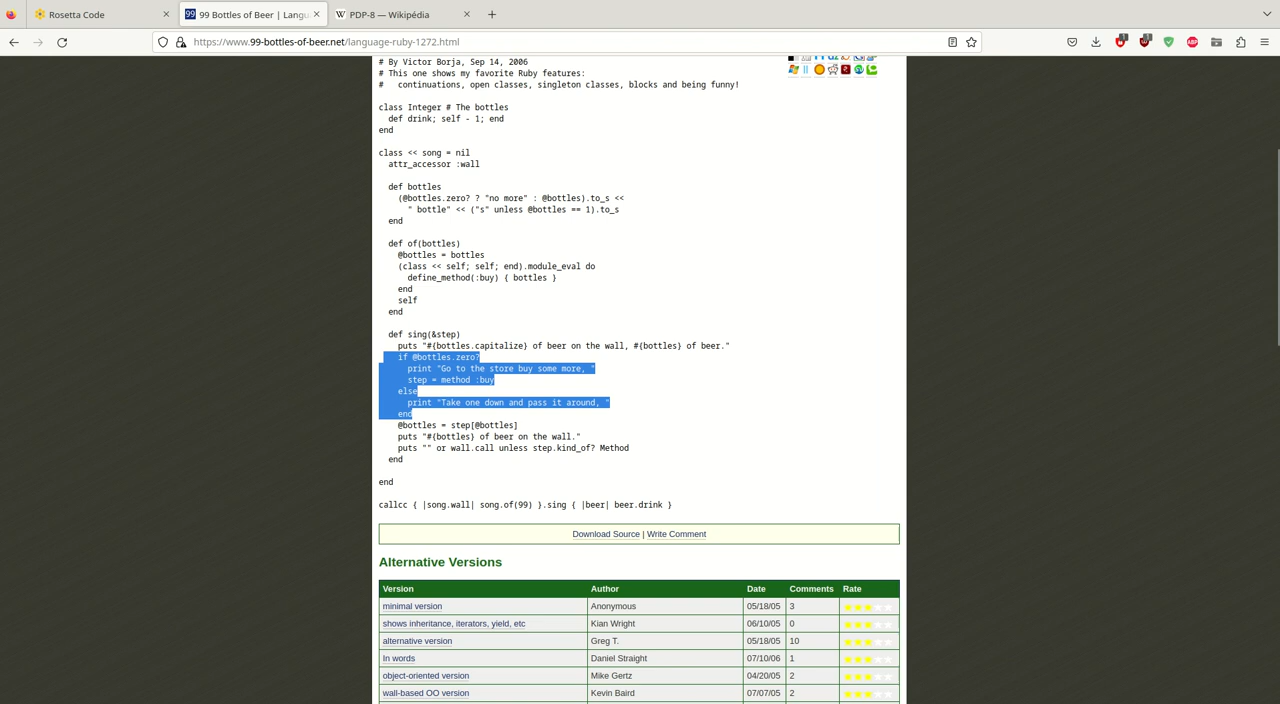 Rosetta Code
99 Bottles of Beer | Langu
PDP-8 — Wikipédia
https://www.99-bottles-of-beer.net/language-ruby-1272.html
# By Victor Borja, Sep 14, 2006
# This one shows my favorite Ruby features:
#   continuations, open classes, singleton classes, blocks and being funny!
class Integer # The bottles
  def drink; self - 1; end
end
class << song = nil
  attr_accessor :wall
  def bottles
    (@bottles.zero? ? "no more" : @bottles).to_s <<
      " bottle" << ("s" unless @bottles == 1).to_s
  end
  def of(bottles)
    @bottles = bottles
    (class << self; self; end).module_eval do
      define_method(:buy) { bottles }
    end
    self
  end
  def sing(&step)
    puts "#{bottles.capitalize} of beer on the wall, #{bottles} of beer."
    if @bottles.zero?
      print "Go to the store buy some more, "
      step = method :buy
    else
      print "Take one down and pass it around, "
    end
    @bottles = step[@bottles]
    puts "#{bottles} of beer on the wall."
    puts "" or wall.call unless step.kind_of? Method
  end
end
callcc { |song.wall| song.of(99) }.sing { |beer| beer.drink }
Download Source | Write Comment
Alternative Versions
Version Author Date Comments Rate
minimal version Anonymous 05/18/05 3
shows inheritance, iterators, yield, etc Kian Wright 06/10/05 0
alternative version Greg T. 05/18/05 10
In words Daniel Straight 07/10/06 1
object-oriented version Mike Gertz 04/20/05 2
wall-based OO version Kevin Baird 07/07/05 2